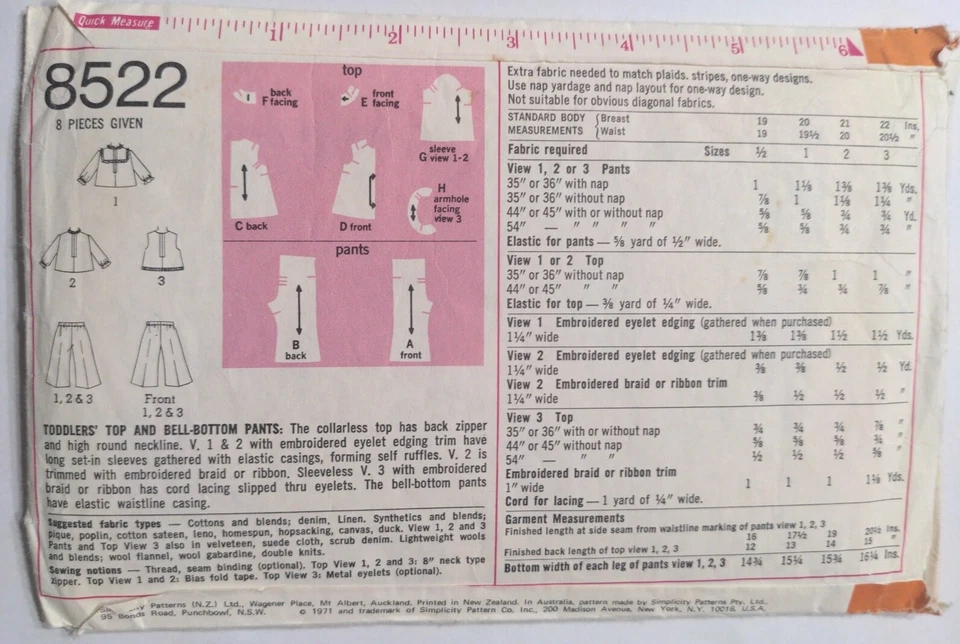 Quick Measure 1 2 3 4 5 6
8522
8 PIECES GIVEN
1
2
3
1, 2 & 3
Front
1, 2 & 3
top
back
F facing
front
E facing
sleeve
G view 1-2
H
armhole
facing
view 3
C back
D front
pants
B
back
A
front
TODDLERS' TOP AND BELL-BOTTOM PANTS: The collarless top has back zipper
and high round neckline. V. 1 & 2 with embroidered eyelet edging trim have
long set-in sleeves gathered with elastic casings, forming self ruffles. V. 2 is
trimmed with embroidered braid or ribbon. Sleeveless V. 3 with embroidered
braid or ribbon has cord lacing slipped thru eyelets. The bell-bottom pants
have elastic waistline casing.
Suggested fabric types — Cottons and blends; denim. Linen. Synthetics and blends;
pique, poplin, cotton sateen, leno, homespun, hopsacking, canvas, duck. View 1, 2 and 3
Pants and Top View 3 also in velveteen, suede cloth, scrub denim. Lightweight wools
and blends; wool flannel, wool gabardine, double knits.
Sewing notions — Thread, seam binding (optional). Top View 1, 2 and 3: 8" neck type
zipper. Top View 1 and 2: Bias fold tape. Top View 3: Metal eyelets (optional).
Extra fabric needed to match plaids. stripes, one-way designs.
Use nap yardage and nap layout for one-way design.
Not suitable for obvious diagonal fabrics.
STANDARD BODY { Breast 19 20 21 22 Ins.
MEASUREMENTS { Waist 19 19½ 20 20½ "
Fabric required Sizes ½ 1 2 3
View 1, 2 or 3 Pants
35" or 36" with nap 1 1⅛ 1⅜ 1⅜ Yds.
35" or 36" without nap ⅞ 1 1⅛ 1¼ "
44" or 45" with or without nap ⅝ ⅝ ¾ ¾ Yd.
54" — " " " " ⅝ ⅝ ¾ ¾ "
Elastic for pants — ⅝ yard of ½" wide.
View 1 or 2 Top
35" or 36" without nap ⅞ ⅞ 1 1 "
44" or 45" " " ⅝ ¾ ¾ ⅞ "
Elastic for top — ⅜ yard of ¼" wide.
View 1 Embroidered eyelet edging (gathered when purchased)
1¼" wide 1⅜ 1⅜ 1½ 1½ Yds.
View 2 Embroidered eyelet edging (gathered when purchased)
1¼" wide ⅜ ⅜ ½ ½ Yd.
View 2 Embroidered braid or ribbon trim
1¼" wide ⅜ ½ ½ ½ "
View 3 Top
35" or 36" with or without nap ¾ ¾ ¾ ⅞ "
44" or 45" without nap ⅝ ⅝ ⅝ ¾ "
54" — " " ½ ½ ½ ⅝ "
Embroidered braid or ribbon trim
1" wide 1 1 1 1⅛ Yds.
Cord for lacing — 1 yard of ¼" wide.
Garment Measurements
Finished length at side seam from waistline marking of pants view 1, 2, 3
16 17½ 19 20½ Ins.
Finished back length of top view 1, 2, 3 12 13 14 15 "
Bottom width of each leg of pants view 1, 2, 3 14¾ 15¼ 15¾ 16¼ Ins.
Patterns (N.Z.) Ltd., Wagener Place, Mt Albert, Auckland. Printed in New Zealand. In Australia, pattern made by Simplicity Patterns Pty. Ltd.,
95 Bonds Road, Punchbowl, N.S.W. © 1971 and trademark of Simplicity Pattern Co. Inc., 200 Madison Avenue, New York, N.Y. 10016. U.S.A.